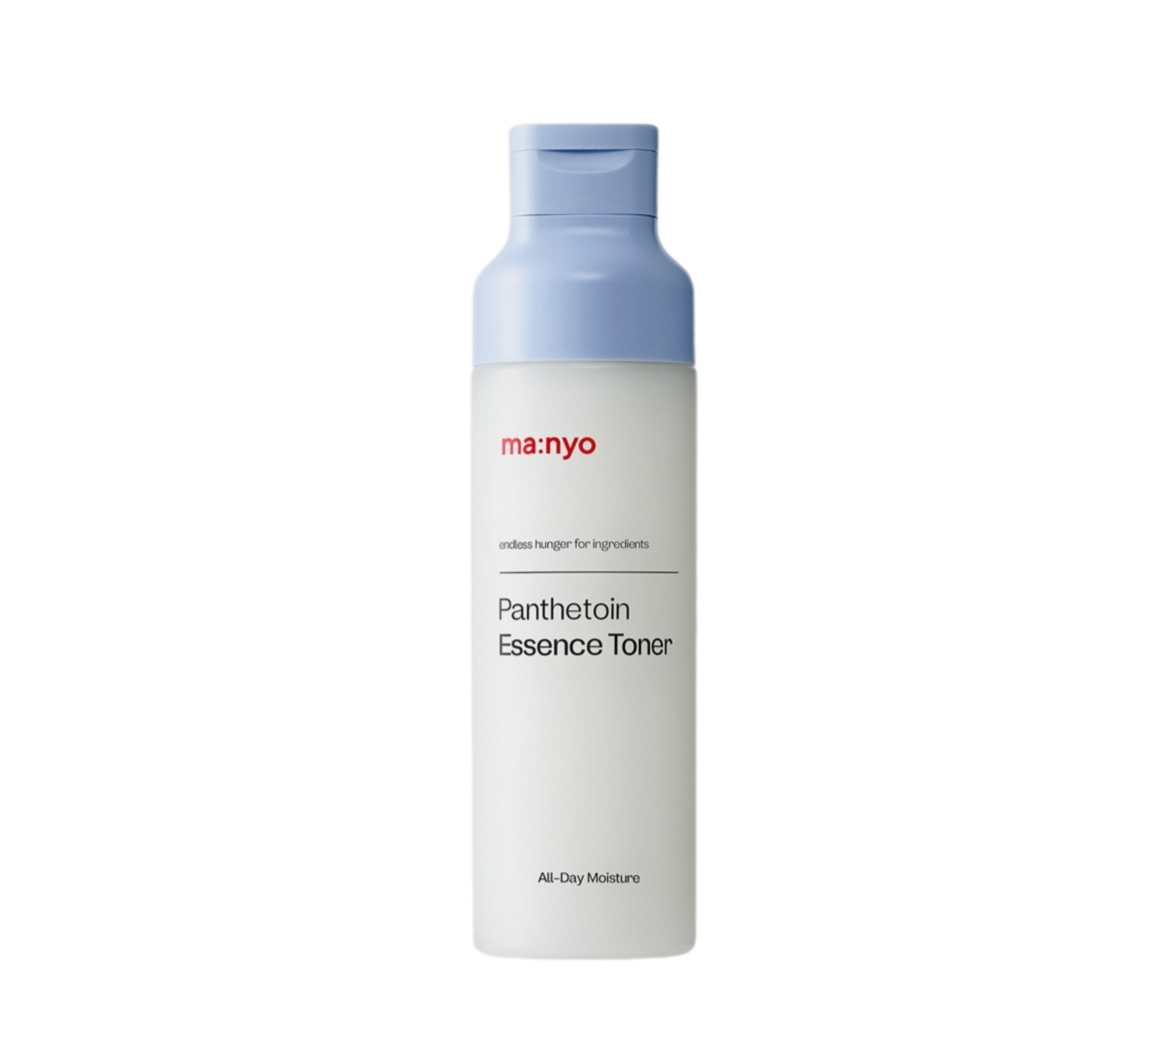 ma:nyo
endless hunger for ingredients
Panthetoin
Essence Toner
All-Day Moisture